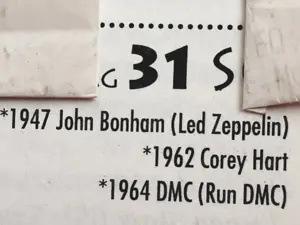 G 31 S
*1947 John Bonham (Led Zeppelin)
*1962 Corey Hart
*1964 DMC (Run DMC)